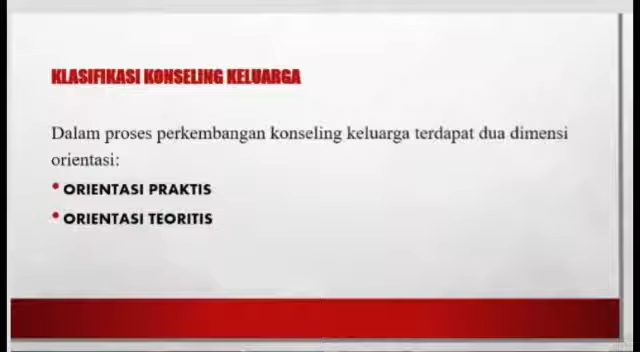 KLASIFIKASI KONSELING KELUARGA
Dalam proses perkembangan konseling keluarga terdapat dua dimensi
orientasi:
• ORIENTASI PRAKTIS
• ORIENTASI TEORITIS